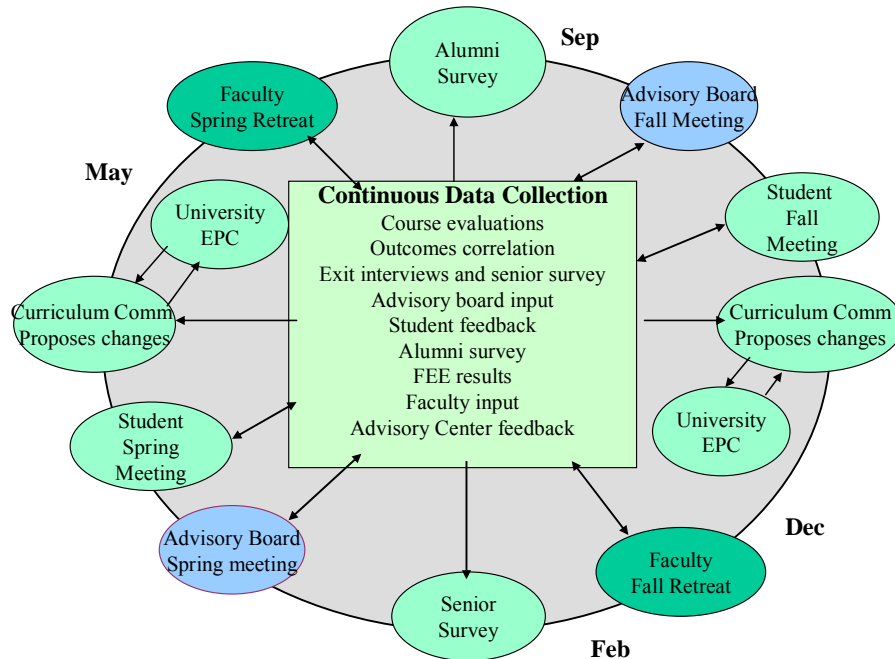 Alumni
Survey
Sep
Faculty
Spring Retreat
Advisory Board
Fall Meeting
May
University
EPC
Student
Fall
Meeting
Continuous Data Collection
Course evaluations
Outcomes correlation
Exit interviews and senior survey
Advisory board input
Student feedback
Alumni survey
FEE results
Faculty input
Advisory Center feedback
Curriculum Comm
Proposes changes
Curriculum Comm
Proposes changes
Student
Spring
Meeting
University
EPC
Advisory Board
Spring meeting
Dec
Faculty
Fall Retreat
Senior
Survey
Feb